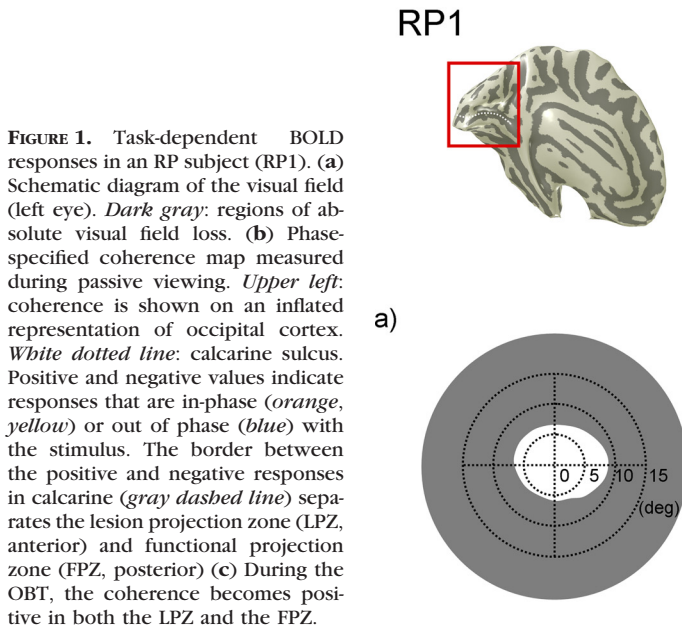 RP1
FIGURE 1. Task-dependent BOLD
responses in an RP subject (RP1). (a)
Schematic diagram of the visual field
(left eye). Dark gray: regions of ab-
solute visual field loss. (b) Phase-
specified coherence map measured
during passive viewing. Upper left:
coherence is shown on an inflated
representation of occipital cortex.
White dotted line: calcarine sulcus.
Positive and negative values indicate
responses that are in-phase (orange,
yellow) or out of phase (blue) with
the stimulus. The border between
the positive and negative responses
in calcarine (gray dashed line) sepa-
rates the lesion projection zone (LPZ,
anterior) and functional projection
zone (FPZ, posterior) (c) During the
OBT, the coherence becomes posi-
tive in both the LPZ and the FPZ.
a)
0 5 10 15
(deg)